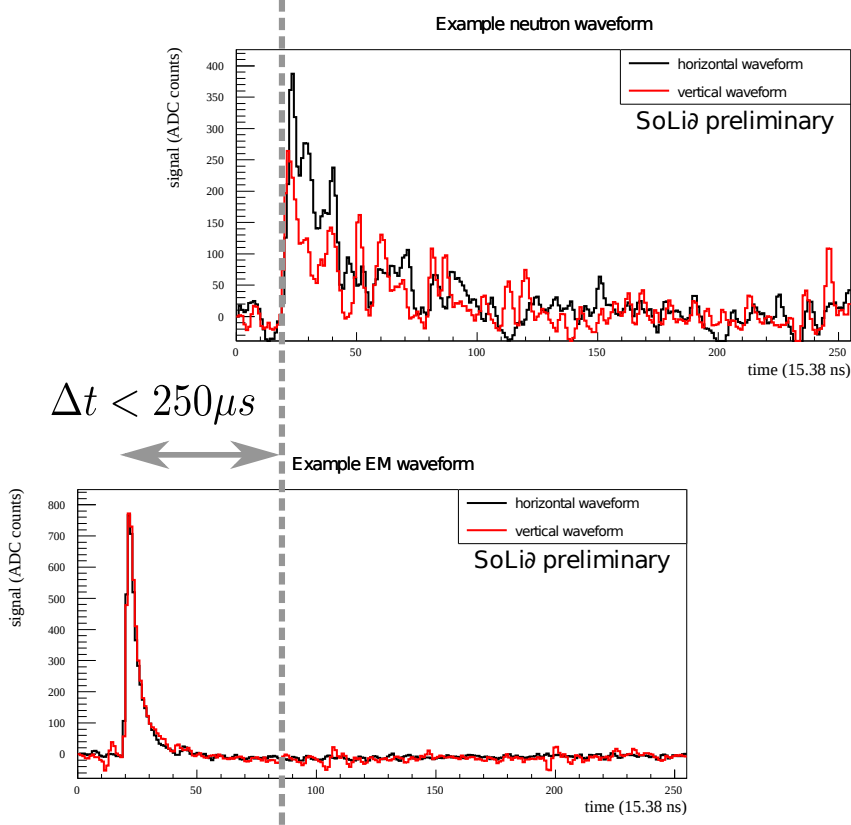 Example neutron waveform
signal (ADC counts)
400
350
300
250
200
150
100
50
0
horizontal waveform
vertical waveform
SoLi∂ preliminary
0 50 100 150 200 250
time (15.38 ns)
Δt < 250μs
Example EM waveform
signal (ADC counts)
800
700
600
500
400
300
200
100
0
horizontal waveform
vertical waveform
SoLi∂ preliminary
0 50 100 150 200 250
time (15.38 ns)